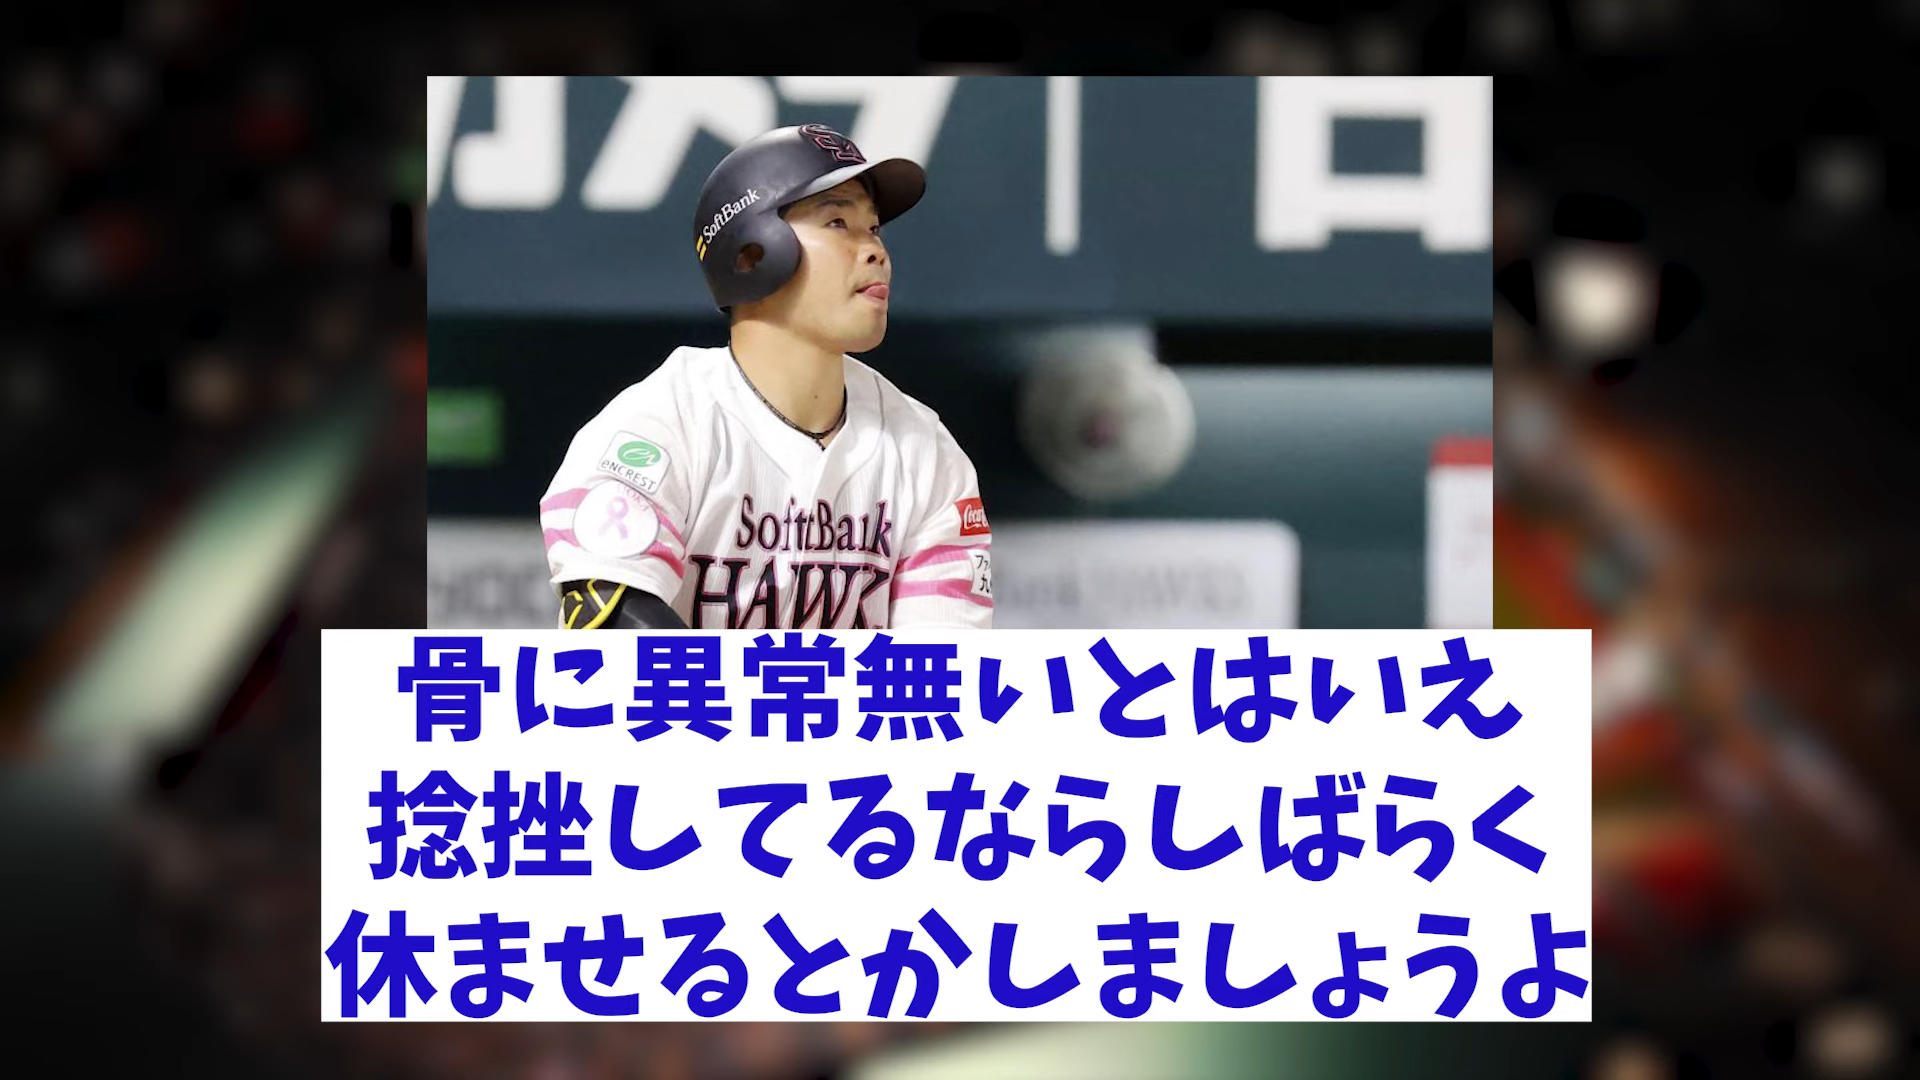 SoftBank
eNCREST
SoftBank
HAWK
骨に異常無いとはいえ
捻挫してるならしばらく
休ませるとかしましょうよ